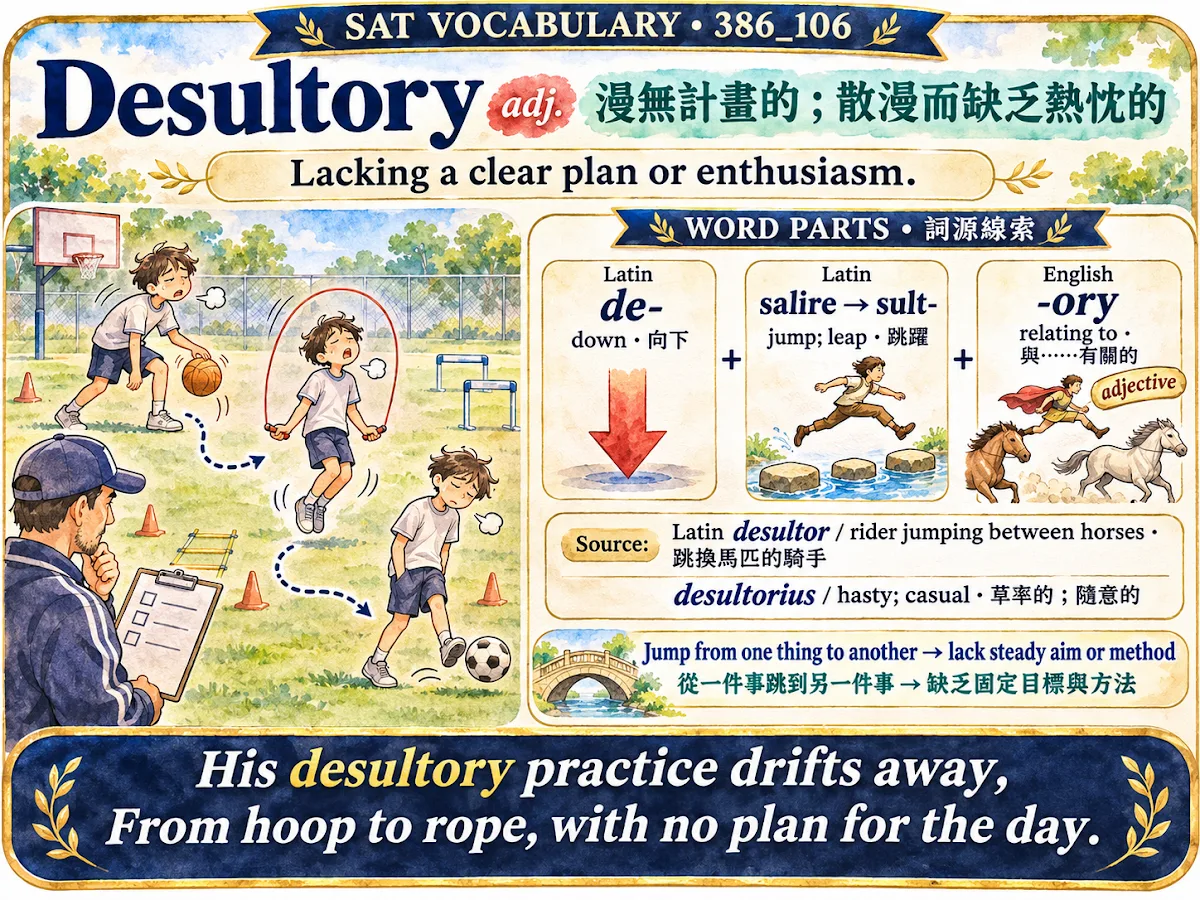 SAT VOCABULARY • 386_106
Desultory adj. 漫無計畫的；散漫而缺乏熱忱的
Lacking a clear plan or enthusiasm.
WORD PARTS • 詞源線索
Latin
de-
down · 向下
+
Latin
salire → sult-
jump; leap · 跳躍
+
English
-ory
relating to ·
與……有關的
adjective
Source:
Latin desultor / rider jumping between horses ·
跳換馬匹的騎手
desultorius / hasty; casual · 草率的；隨意的
Jump from one thing to another → lack steady aim or method
從一件事跳到另一件事 → 缺乏固定目標與方法
His desultory practice drifts away,
From hoop to rope, with no plan for the day.